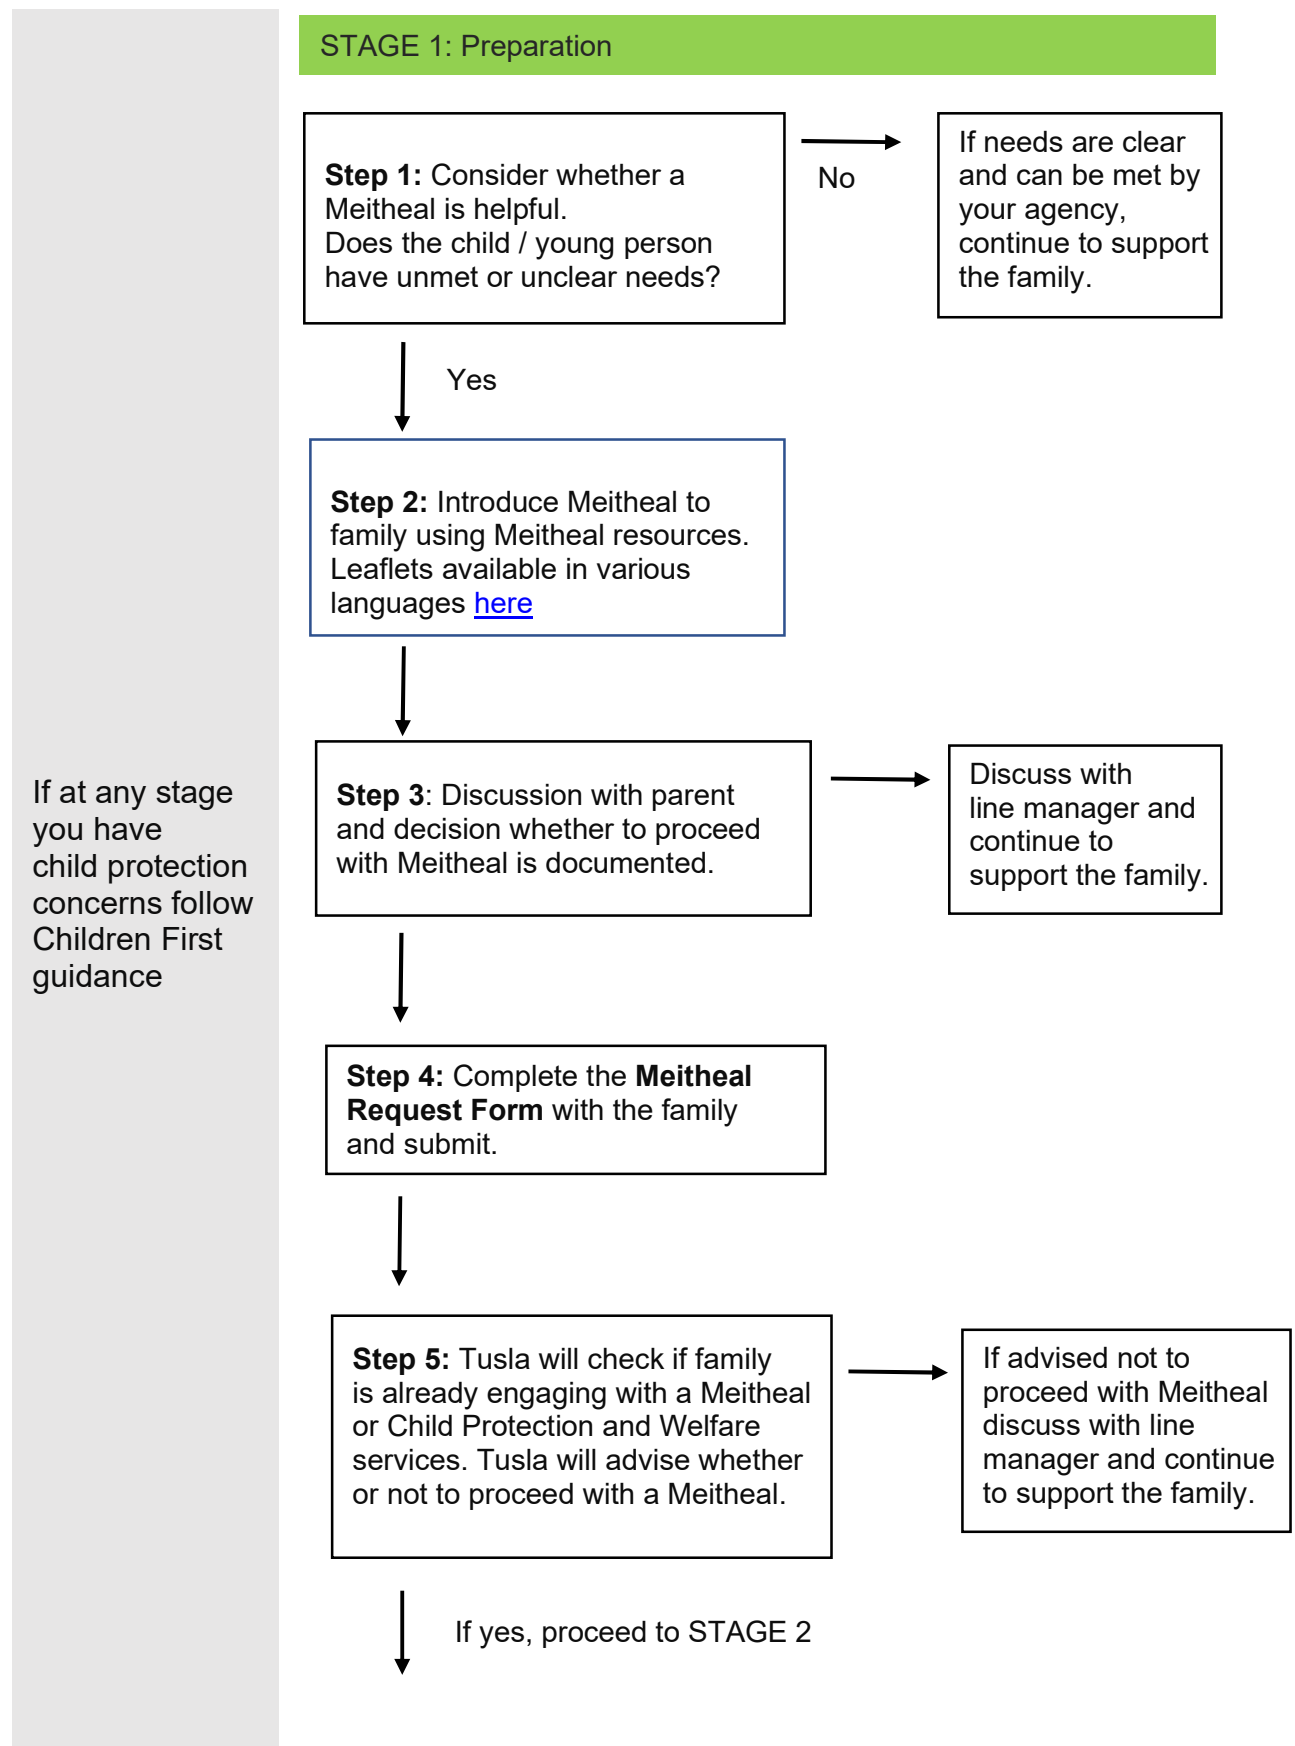 STAGE 1: Preparation
Step 1: Consider whether a
Meitheal is helpful.
Does the child / young person
have unmet or unclear needs?
No
If needs are clear
and can be met by
your agency,
continue to support
the family.
Yes
Step 2: Introduce Meitheal to
family using Meitheal resources.
Leaflets available in various
languages here
Step 3: Discussion with parent
and decision whether to proceed
with Meitheal is documented.
Discuss with
line manager and
continue to
support the family.
If at any stage
you have
child protection
concerns follow
Children First
guidance
Step 4: Complete the Meitheal
Request Form with the family
and submit.
Step 5: Tusla will check if family
is already engaging with a Meitheal
or Child Protection and Welfare
services. Tusla will advise whether
or not to proceed with a Meitheal.
If advised not to
proceed with Meitheal
discuss with line
manager and continue
to support the family.
If yes, proceed to STAGE 2